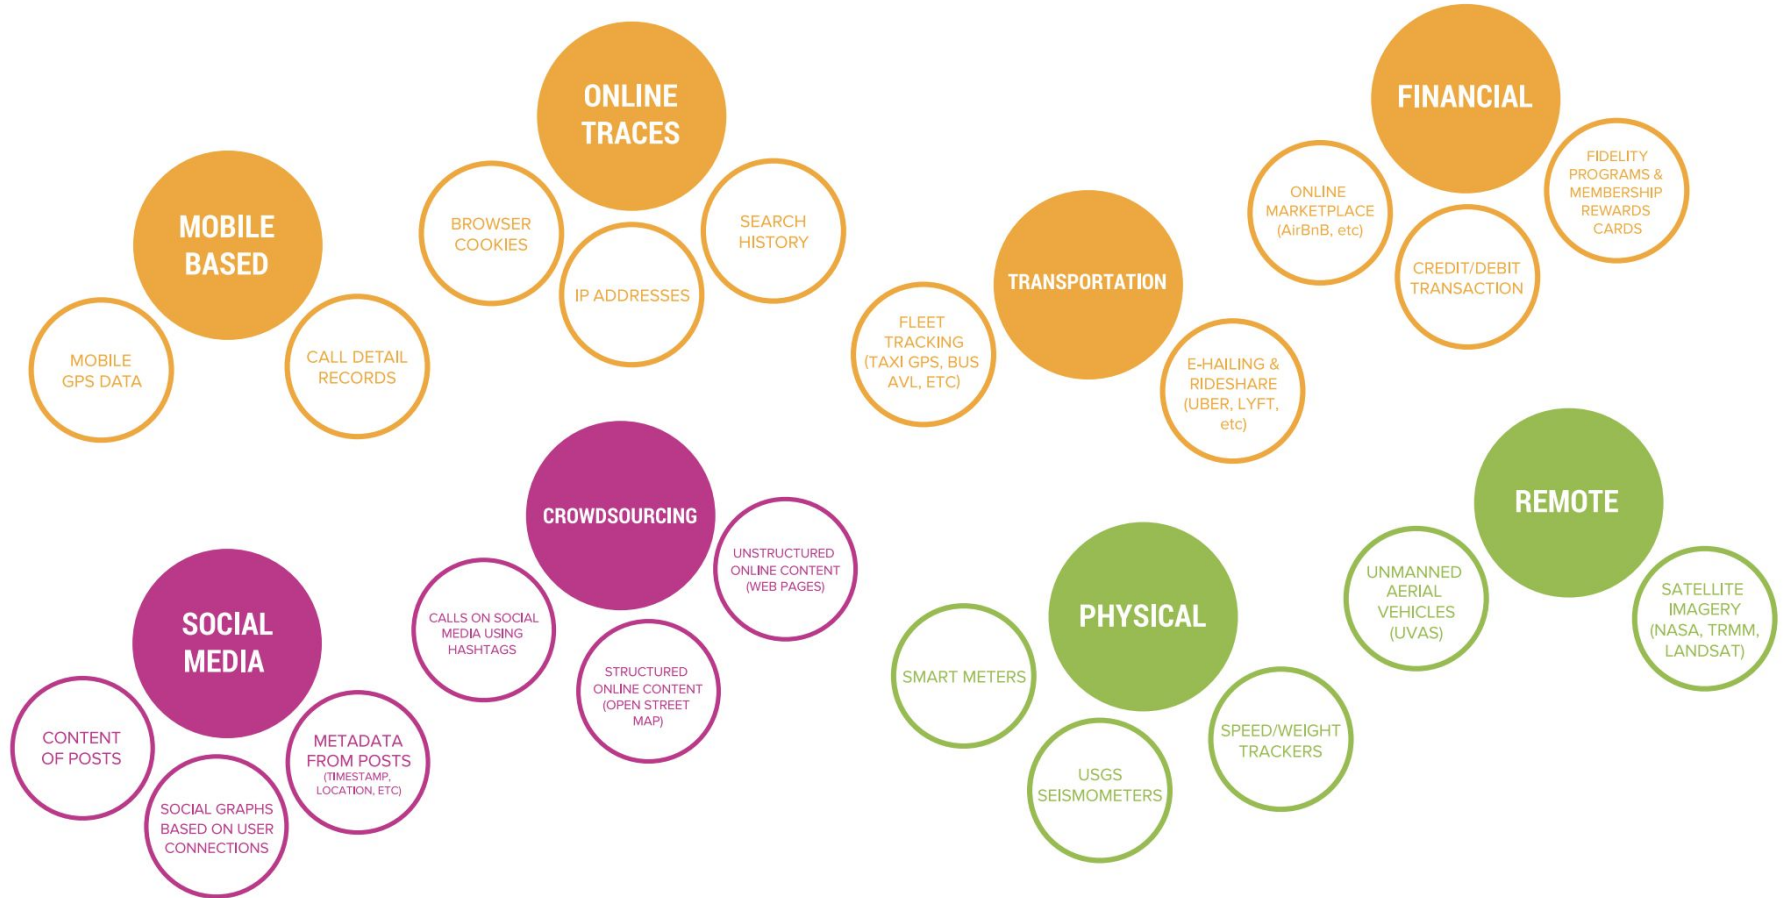 MOBILE
BASED
MOBILE
GPS DATA
CALL DETAIL
RECORDS
ONLINE
TRACES
BROWSER
COOKIES
IP ADDRESSES
SEARCH
HISTORY
TRANSPORTATION
FLEET
TRACKING
(TAXI GPS, BUS
AVL, ETC)
E-HAILING &
RIDESHARE
(UBER, LYFT,
etc)
FINANCIAL
ONLINE
MARKETPLACE
(AirBnB, etc)
CREDIT/DEBIT
TRANSACTION
FIDELITY
PROGRAMS &
MEMBERSHIP
REWARDS
CARDS
SOCIAL
MEDIA
CONTENT
OF POSTS
SOCIAL GRAPHS
BASED ON USER
CONNECTIONS
METADATA
FROM POSTS
(TIMESTAMP,
LOCATION, ETC)
CROWDSOURCING
CALLS ON SOCIAL
MEDIA USING
HASHTAGS
STRUCTURED
ONLINE CONTENT
(OPEN STREET
MAP)
UNSTRUCTURED
ONLINE CONTENT
(WEB PAGES)
PHYSICAL
SMART METERS
USGS
SEISMOMETERS
SPEED/WEIGHT
TRACKERS
REMOTE
UNMANNED
AERIAL
VEHICLES
(UVAS)
SATELLITE
IMAGERY
(NASA, TRMM,
LANDSAT)